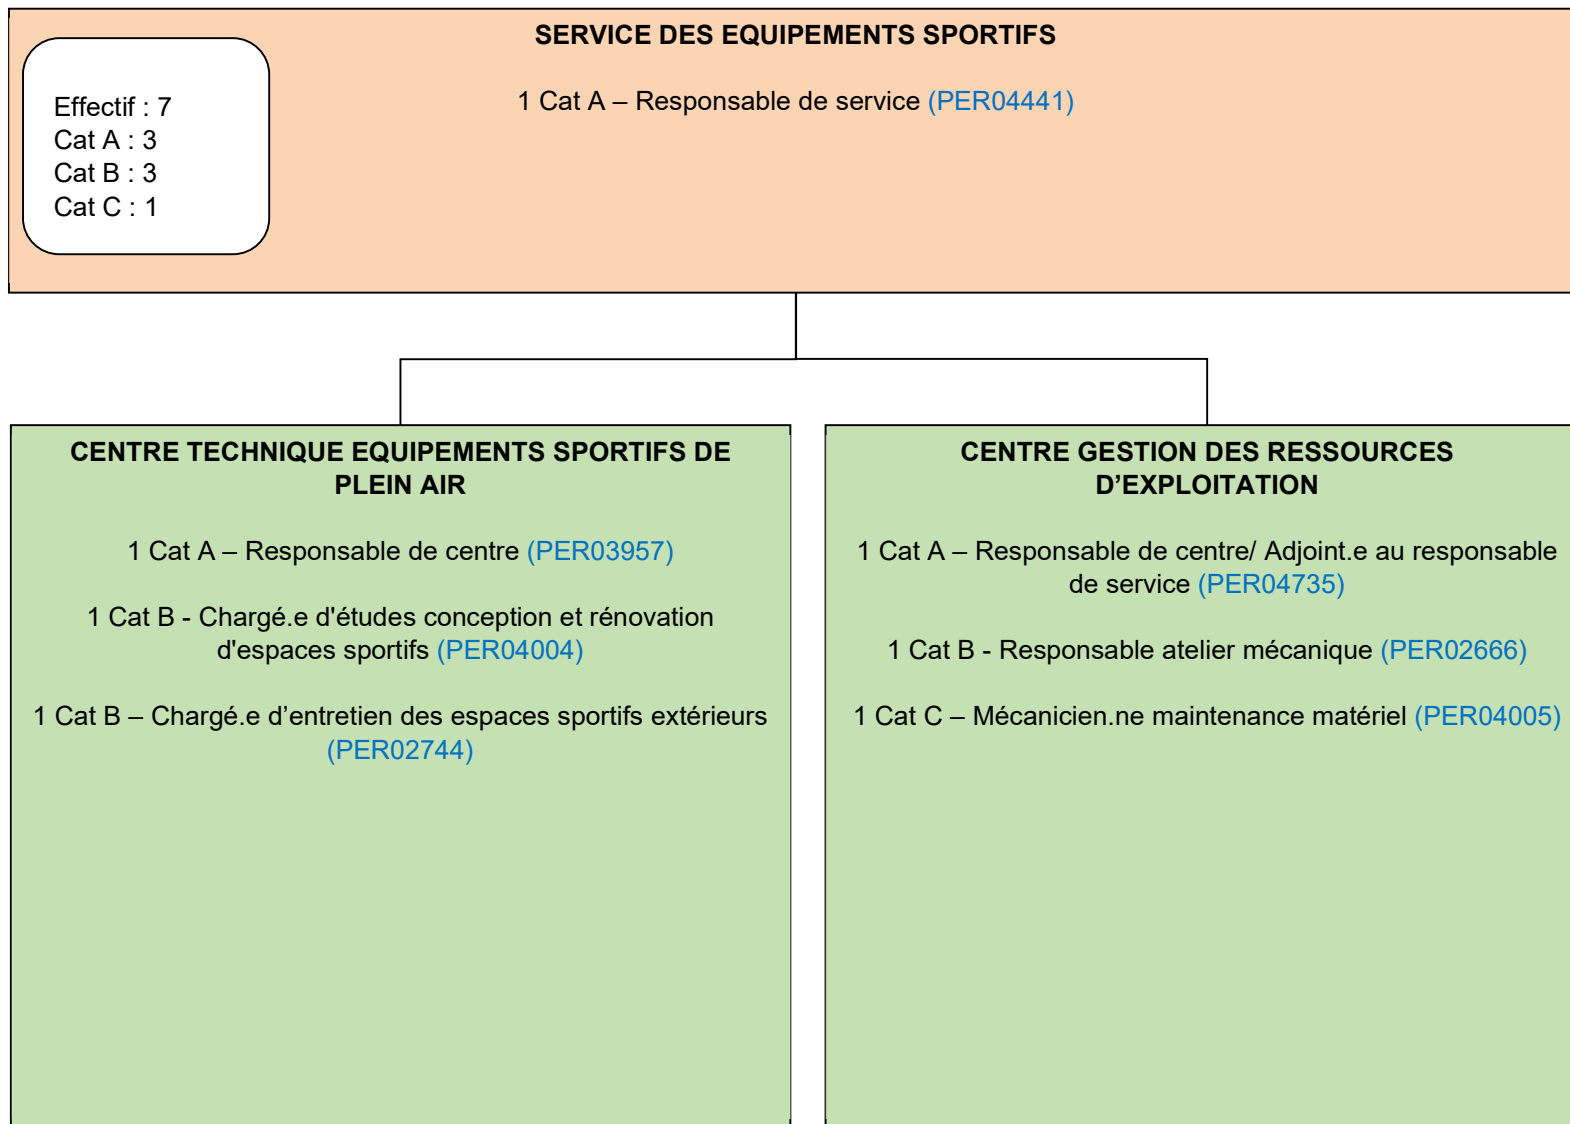 SERVICE DES EQUIPEMENTS SPORTIFS
Effectif : 7
Cat A : 3
Cat B : 3
Cat C : 1
1 Cat A – Responsable de service (PER04441)
CENTRE TECHNIQUE EQUIPEMENTS SPORTIFS DE
PLEIN AIR
1 Cat A – Responsable de centre (PER03957)
1 Cat B - Chargé.e d'études conception et rénovation
d'espaces sportifs (PER04004)
1 Cat B – Chargé.e d’entretien des espaces sportifs extérieurs
(PER02744)
CENTRE GESTION DES RESSOURCES
D’EXPLOITATION
1 Cat A – Responsable de centre/ Adjoint.e au responsable
de service (PER04735)
1 Cat B - Responsable atelier mécanique (PER02666)
1 Cat C – Mécanicien.ne maintenance matériel (PER04005)